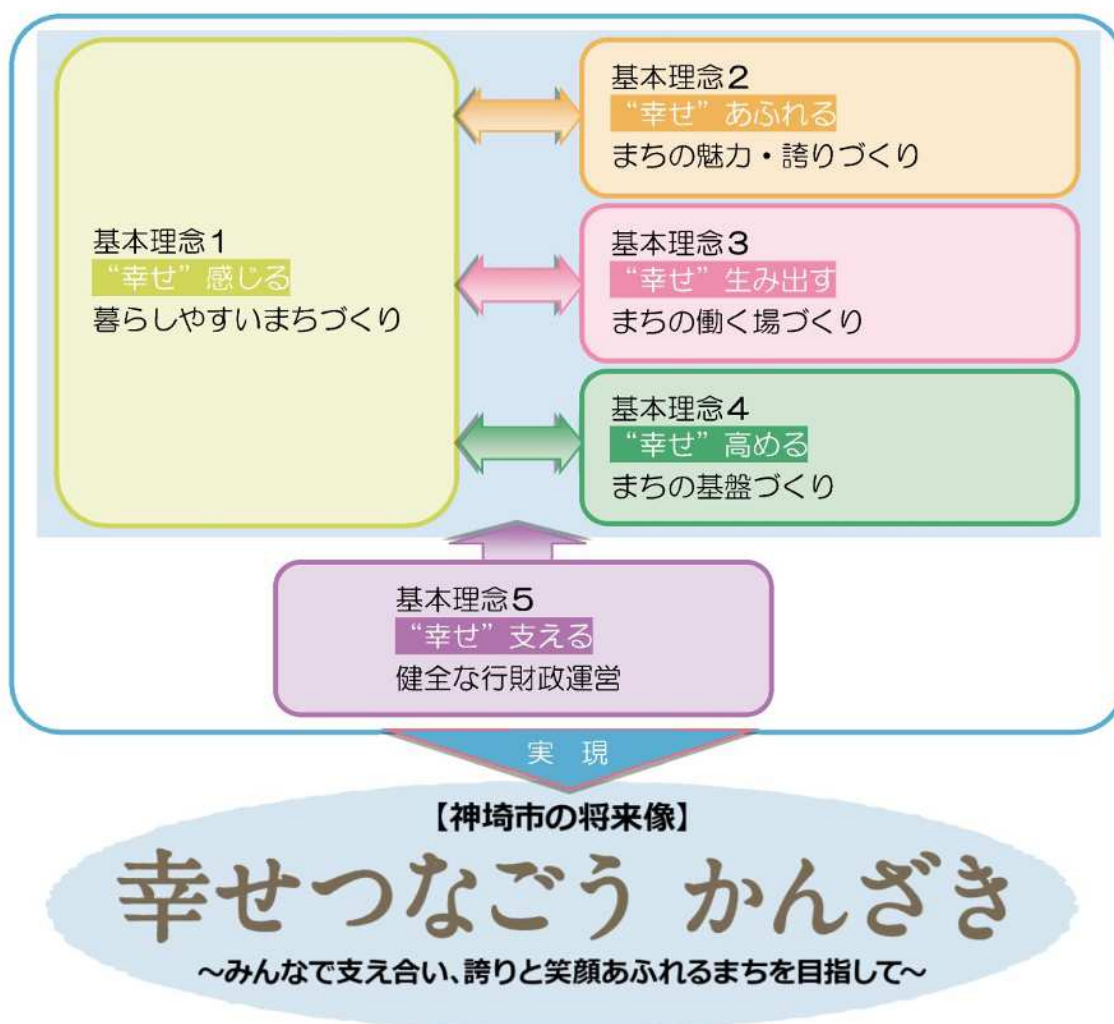 基本理念1
“幸せ”感じる
暮らしやすいまちづくり
基本理念2
“幸せ”あふれる
まちの魅力・誇りづくり
基本理念3
“幸せ”生み出す
まちの働く場づくり
基本理念4
“幸せ”高める
まちの基盤づくり
基本理念5
“幸せ”支える
健全な行財政運営
実 現
【神埼市の将来像】
幸せつなごう かんざき
～みんなで支え合い、誇りと笑顔あふれるまちを目指して～